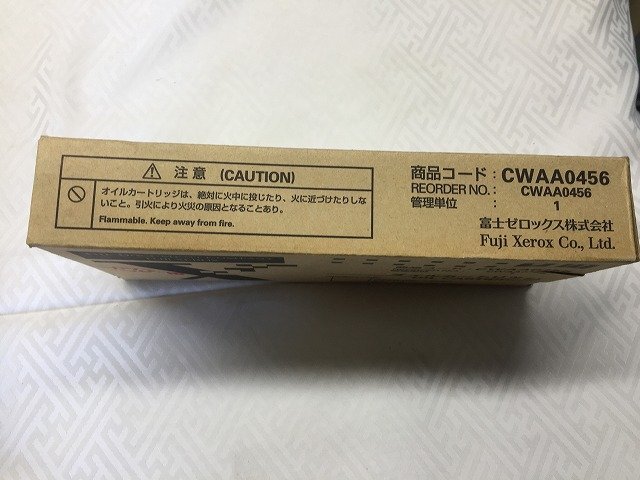 ⚠ 注意 (CAUTION)
オイルカートリッジは、絶対に火中に投じたり、火に近づけたりしな
いこと。引火により火災の原因となることあり。
Flammable. Keep away from fire.
商品コード : CWAA0456
REORDER NO. : CWAA0456
管理単位 : 1
富士ゼロックス株式会社
Fuji Xerox Co., Ltd.